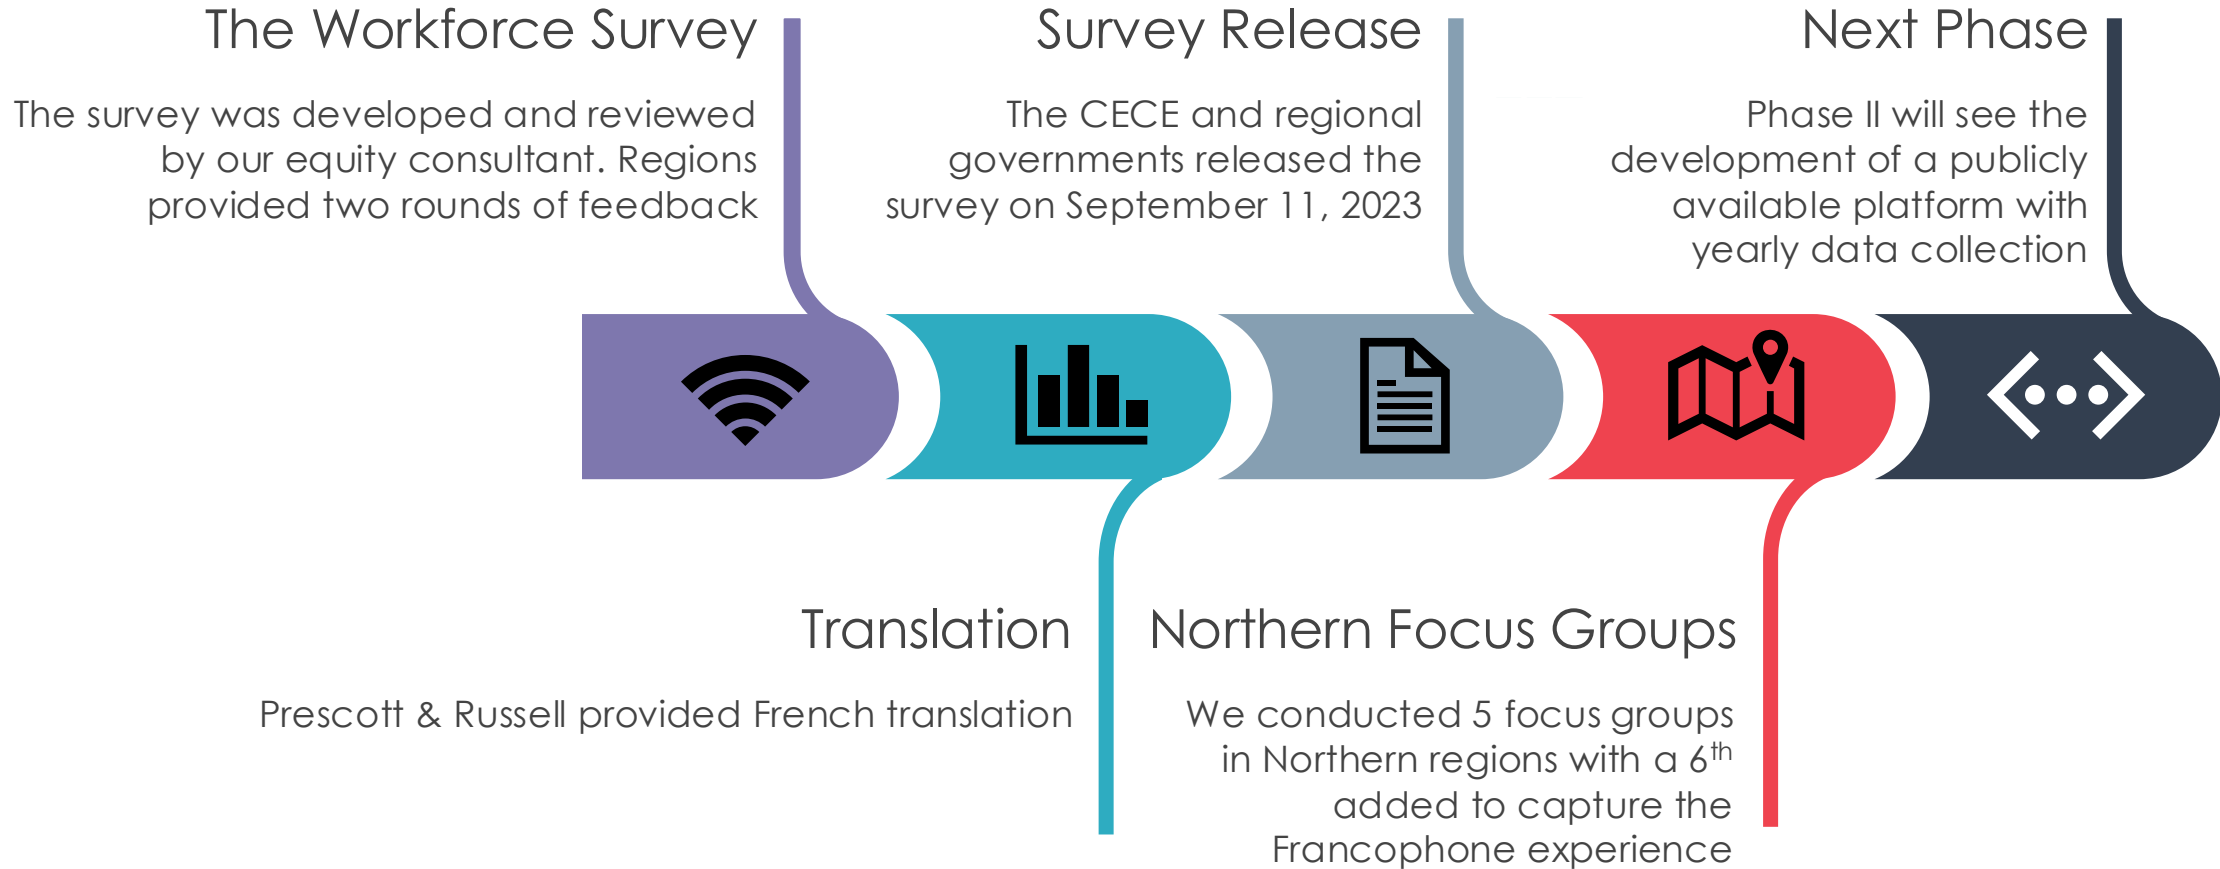 The Workforce Survey
The survey was developed and reviewed
by our equity consultant. Regions
provided two rounds of feedback
Translation
Prescott & Russell provided French translation
Survey Release
The CECE and regional
governments released the
survey on September 11, 2023
Northern Focus Groups
We conducted 5 focus groups
in Northern regions with a 6th
added to capture the
Francophone experience
Next Phase
Phase II will see the
development of a publicly
available platform with
yearly data collection